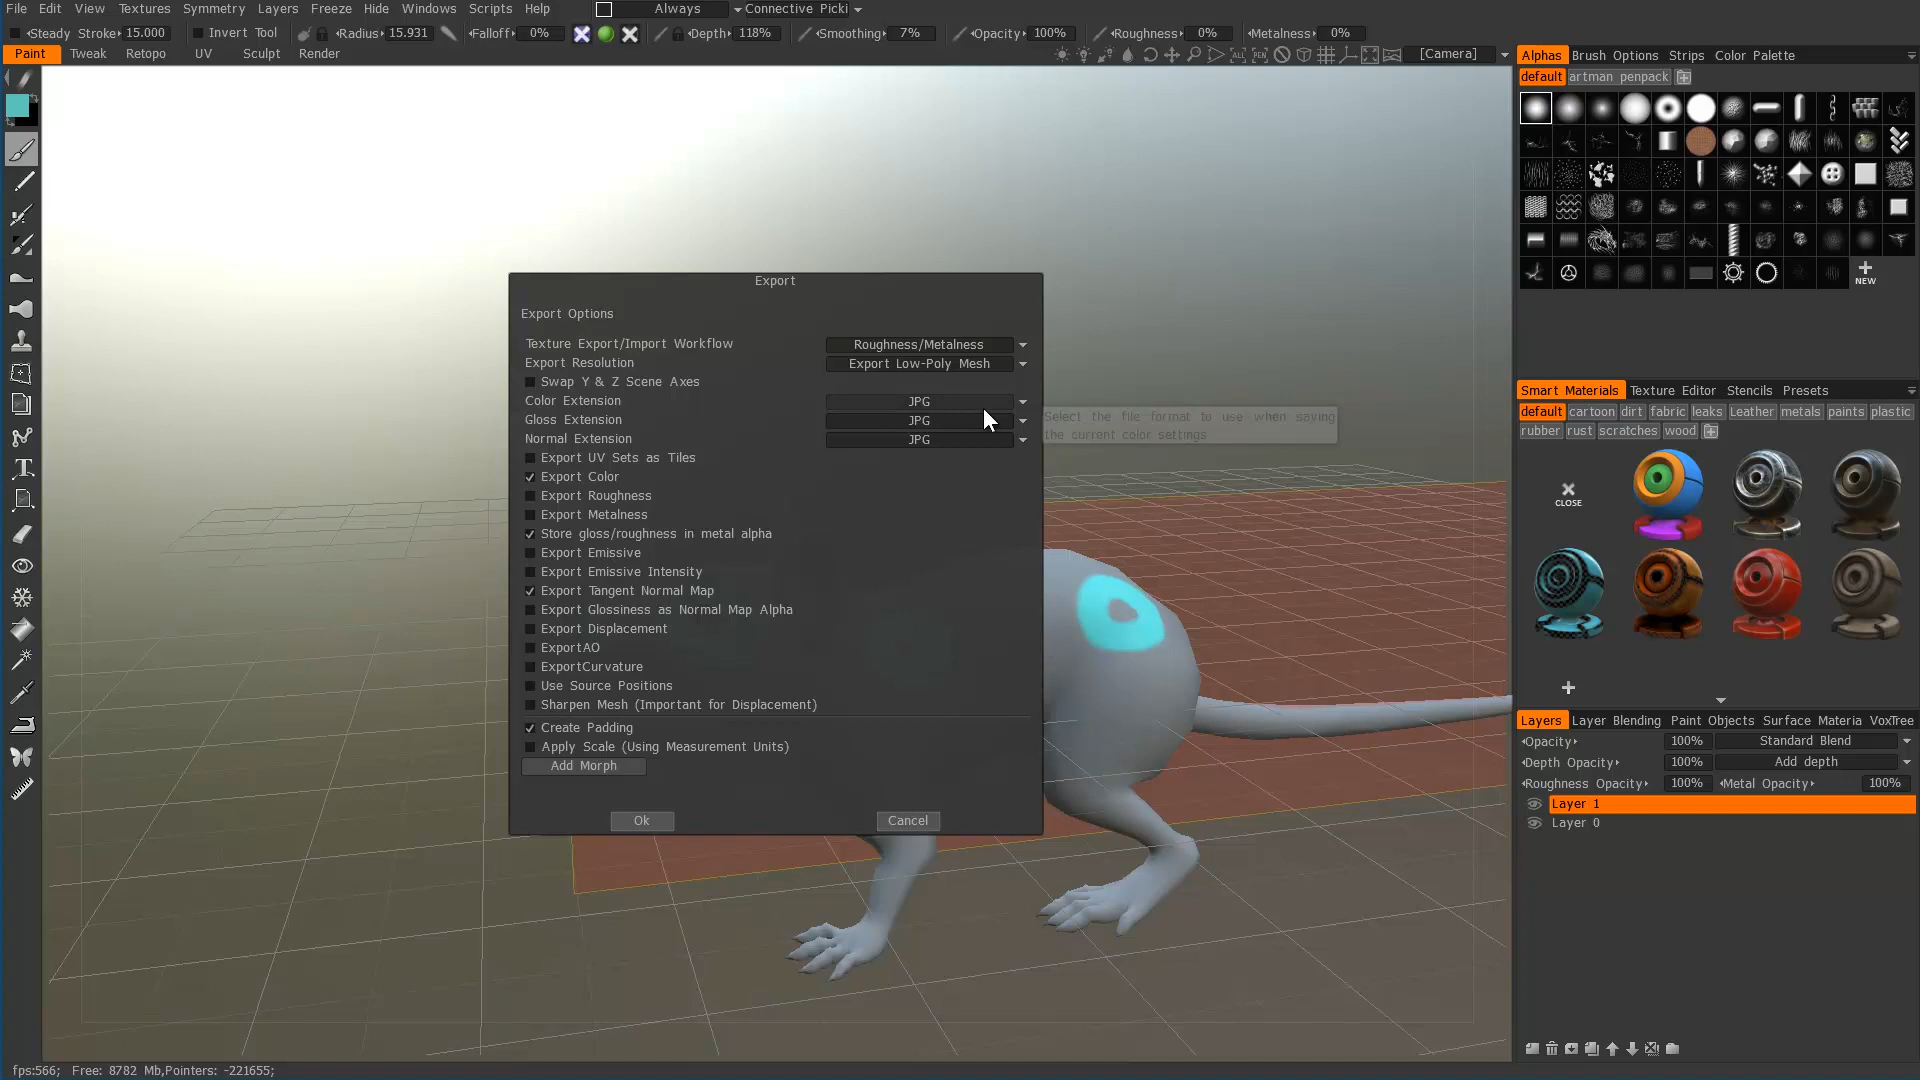 File Edit View Textures Symmetry Layers Freeze Hide Windows Scripts Help Always Connective Picki
Steady Stroke 15.000 Invert Tool Radius 15.931 Falloff 0% Depth 118% Smoothing 7% Opacity 100% Roughness 0% Metalness 0%
Paint Tweak Retopo UV Sculpt Render [Camera]
Alphas Brush Options Strips Color Palette
default artman penpack
NEW
Export
Export Options
Texture Export/Import Workflow Roughness/Metalness
Export Resolution Export Low-Poly Mesh
Swap Y & Z Scene Axes
Color Extension JPG
Gloss Extension JPG
Normal Extension JPG
Select the file format to use when saving
the current color settings
Export UV Sets as Tiles
Export Color
Export Roughness
Export Metalness
Store gloss/roughness in metal alpha
Export Emissive
Export Emissive Intensity
Export Tangent Normal Map
Export Glossiness as Normal Map Alpha
Export Displacement
ExportAO
ExportCurvature
Use Source Positions
Sharpen Mesh (Important for Displacement)
Create Padding
Apply Scale (Using Measurement Units)
Add Morph
Ok Cancel
Smart Materials Texture Editor Stencils Presets
default cartoon dirt fabric leaks Leather metals paints plastic
rubber rust scratches wood
CLOSE
Layers Layer Blending Paint Objects Surface Materia VoxTree
Opacity 100% Standard Blend
Depth Opacity 100% Add depth
Roughness Opacity 100% Metal Opacity 100%
Layer 1
Layer 0
fps:566; Free: 8782 Mb,Pointers: -221655;